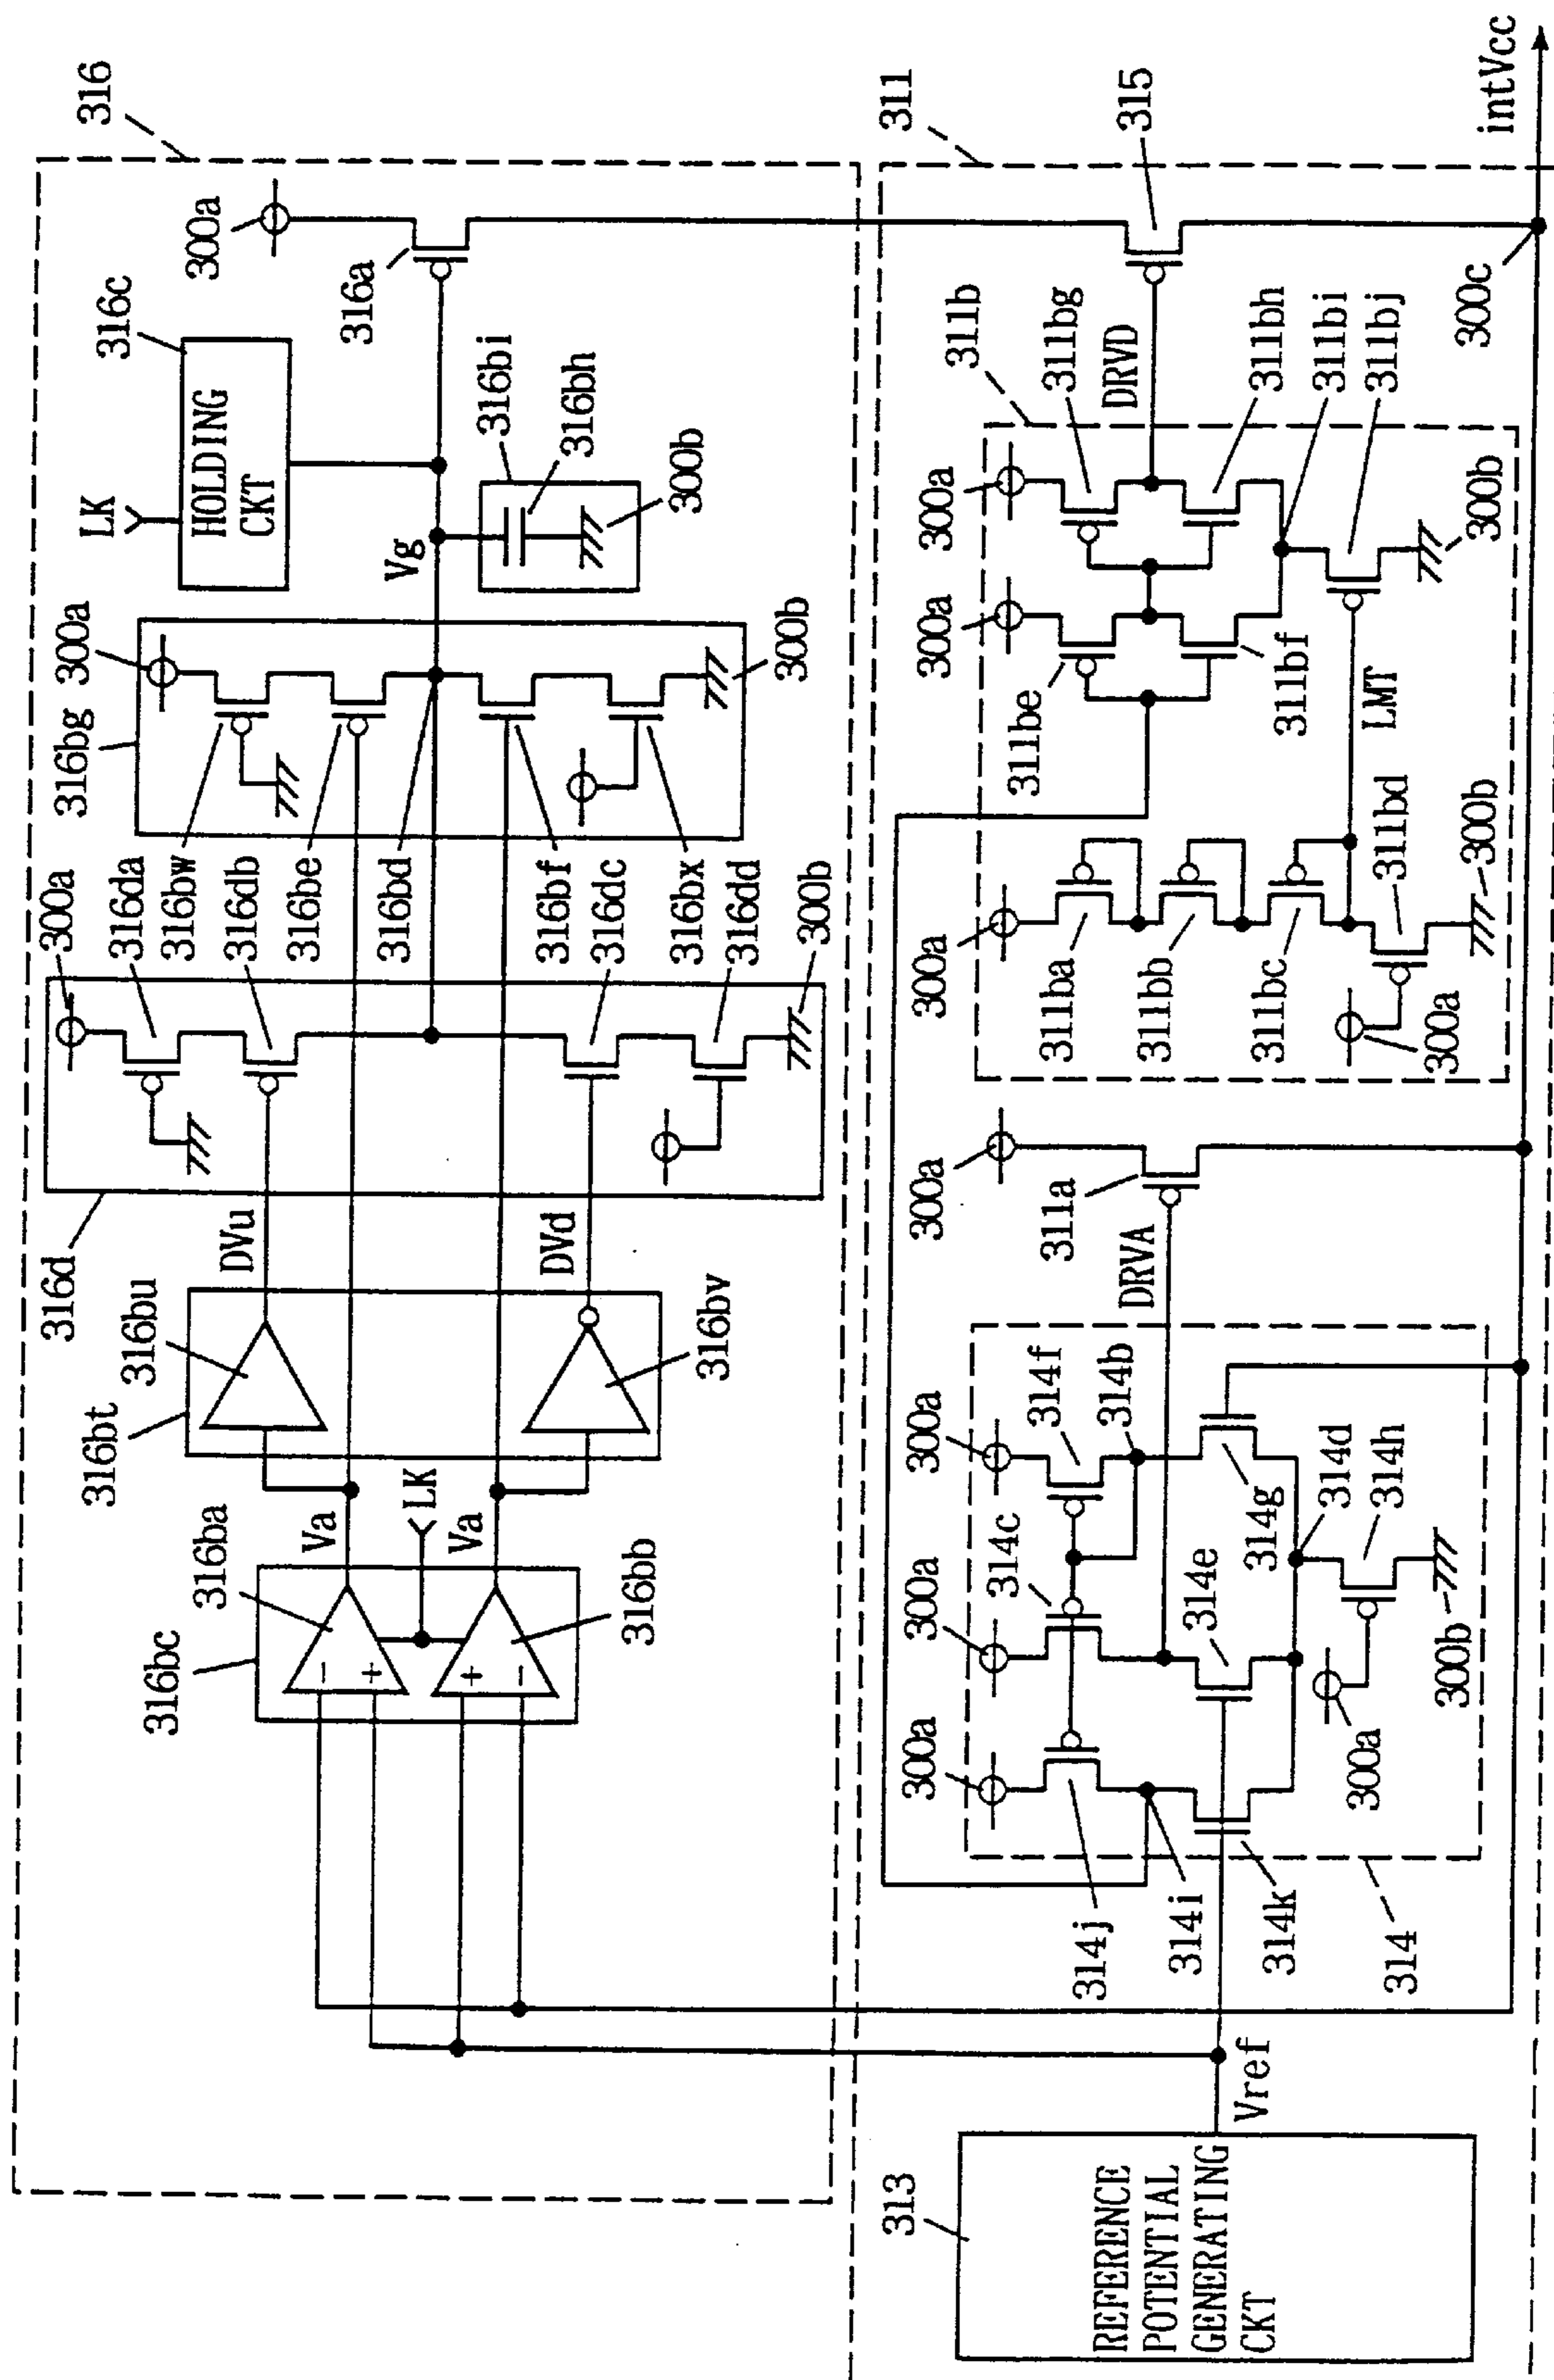 316
300a
316c
LK
HOLDING
CKT
316a
316bi
316bh
300b
Vg
316bg
300a
300b
300a
316da
316bw
316db
316be
316bd
316bf
316dc
316bx
316dd
300b
316d
DVu
DVd
316bu
316bt
316bv
Va
LK
Va
316ba
316bc
316bb
-
+
+
-
311
315
intVcc
300c
311b
311bg
DRVD
311bh
311bi
311bj
300a
300a
300b
311be
311bf
LMT
300a
311ba
311bb
311bc
311bd
300b
300a
300a
311a
DRVA
300a
314f
314b
314c
300a
314g
314d
314h
314e
300b
300a
300a
314j
314i
314k
314
313
Vref
REFERENCE
POTENTIAL
GENERATING
CKT